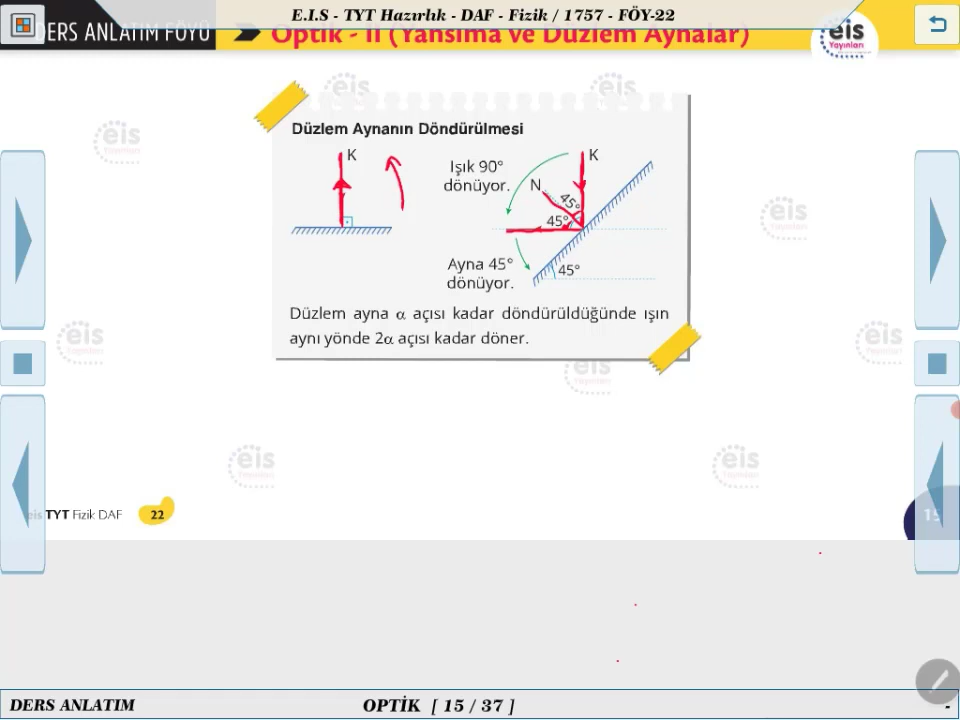 E.I.S - TYT Hazırlık - DAF - Fizik / 1757 - FÖY-22
DERS ANLATIM FÖYÜ
Optik - II (Yansıma ve Düzlem Aynalar)
eis
Yayınları
Düzlem Aynanın Döndürülmesi
K
Işık 90°
dönüyor.
K
N
45°
45°
Ayna 45°
dönüyor.
45°
Düzlem ayna α açısı kadar döndürüldüğünde ışın
aynı yönde 2α açısı kadar döner.
eis TYT Fizik DAF 22
15
DERS ANLATIM
OPTİK [ 15 / 37 ]
-